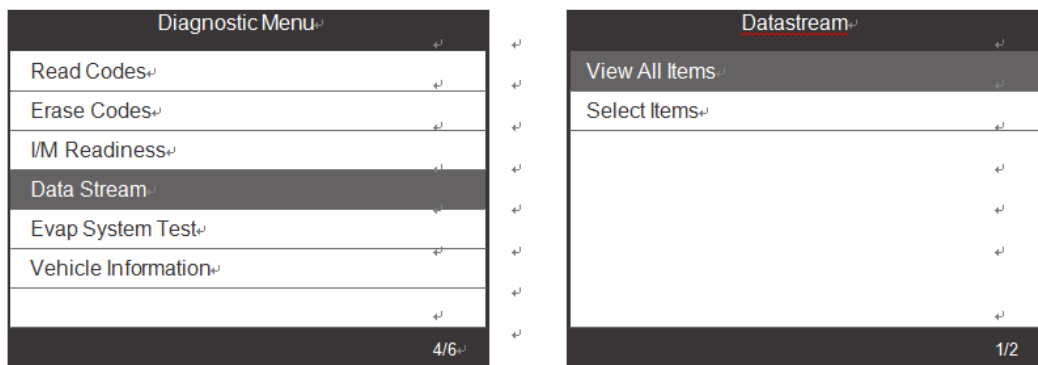 Diagnostic Menu
Read Codes
Erase Codes
I/M Readiness
Data Stream
Evap System Test
Vehicle Information
4/6
Datastream
View All Items
Select Items
1/2